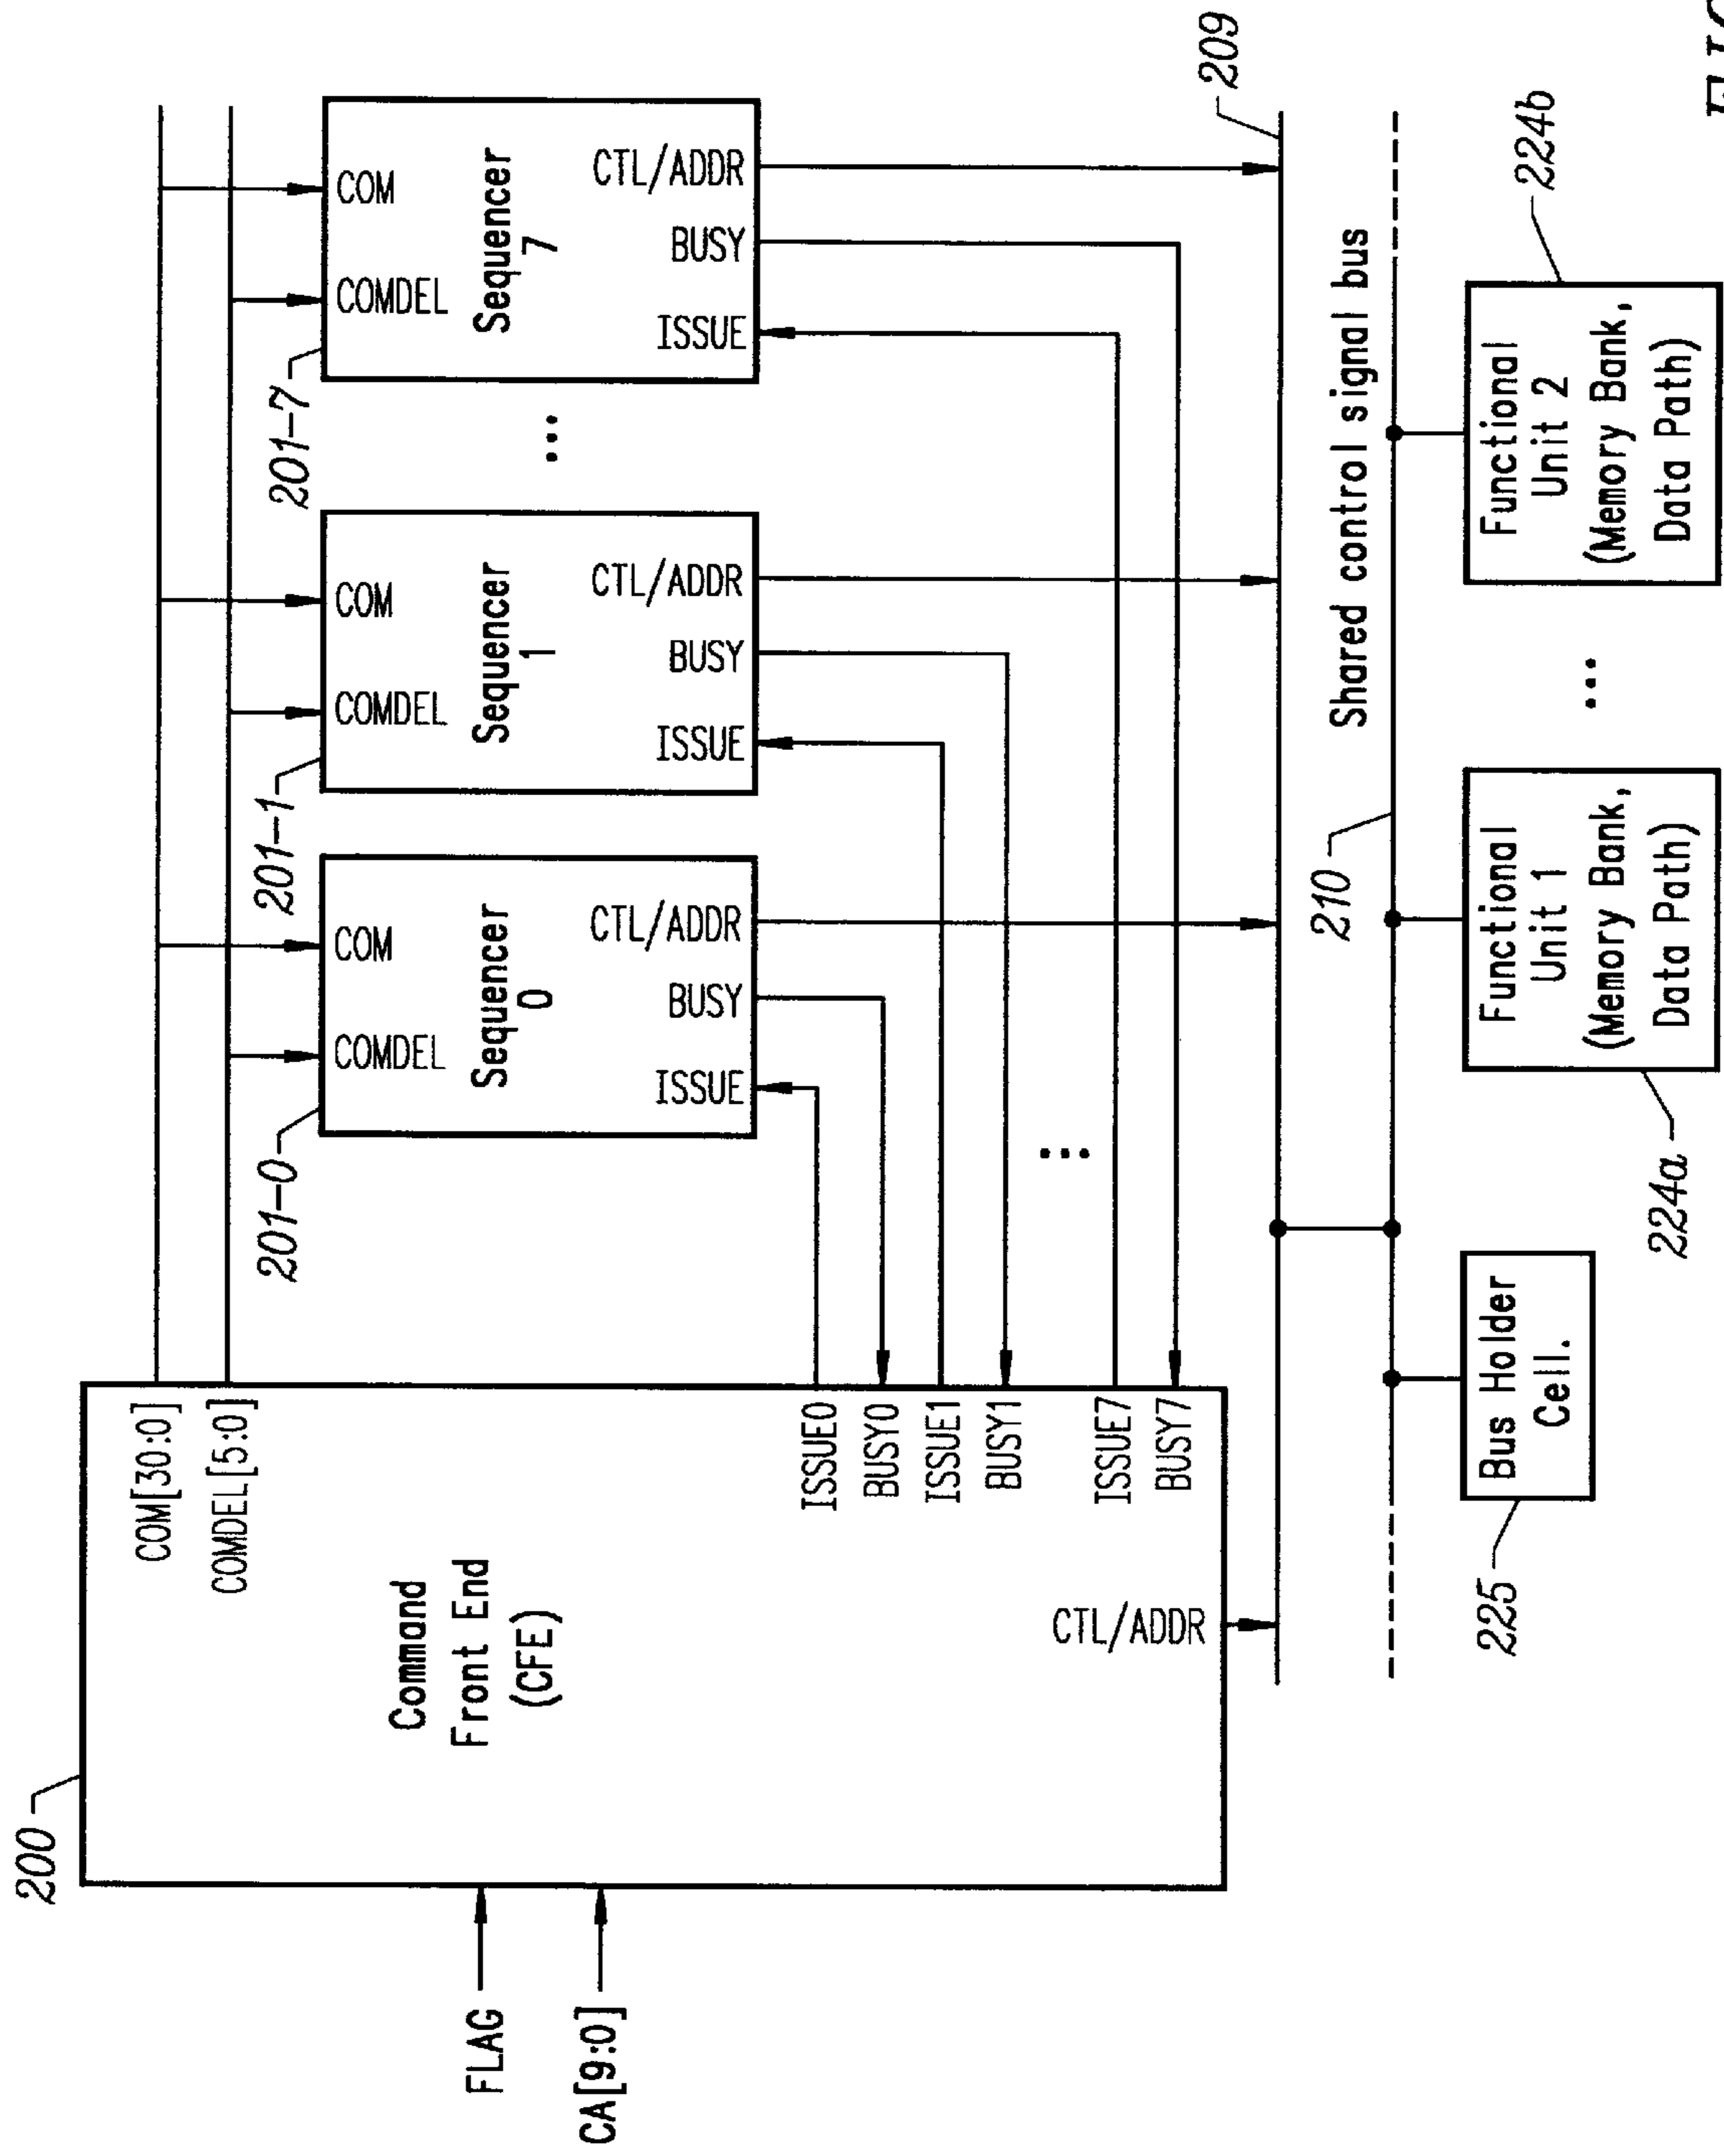 200
FLAG
CA[9:0]
Command
Front End
(CFE)
COM[30:0]
COMDEL[5:0]
ISSUE0
BUSY0
ISSUE1
BUSY1
ISSUE7
BUSY7
CTL/ADDR
201-0
COMDEL
COM
Sequencer
0
ISSUE
BUSY
CTL/ADDR
201-1
COMDEL
COM
Sequencer
1
ISSUE
BUSY
CTL/ADDR
...
201-7
COMDEL
COM
Sequencer
7
ISSUE
BUSY
CTL/ADDR
...
209
210
Shared control signal bus
225
Bus Holder
Cell.
224a
Functional
Unit 1
(Memory Bank,
Data Path)
...
224b
Functional
Unit 2
(Memory Bank,
Data Path)